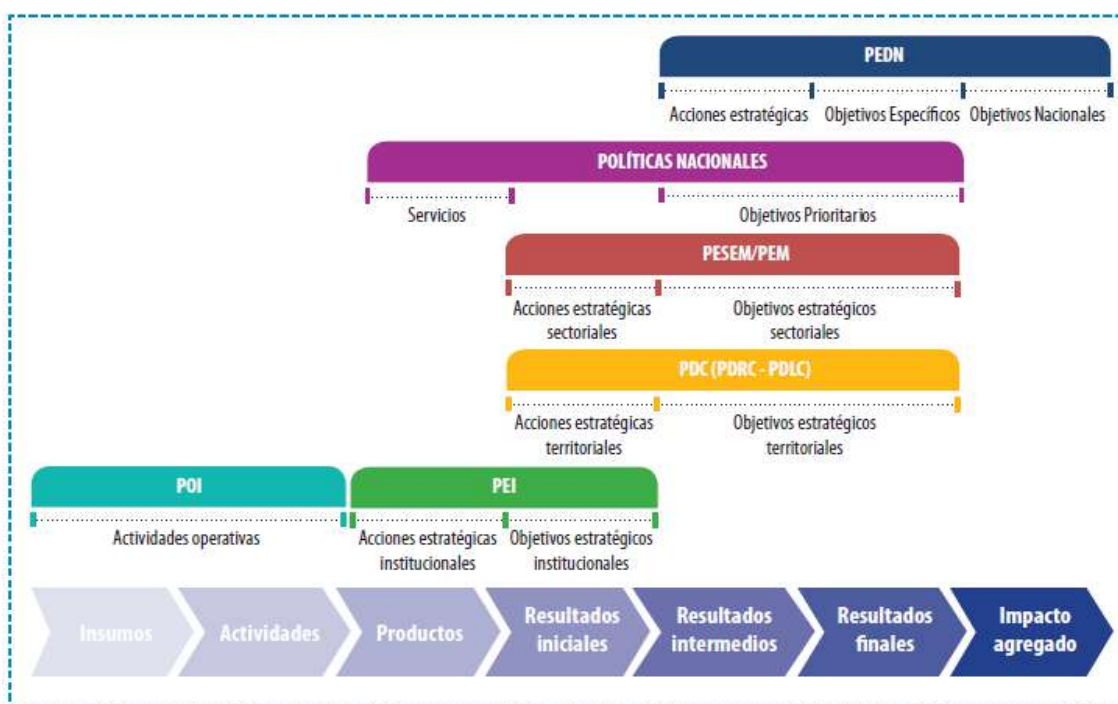 PEDN
Acciones estratégicas Objetivos Específicos Objetivos Nacionales
POLÍTICAS NACIONALES
Servicios Objetivos Prioritarios
PESEM/PEM
Acciones estratégicas Objetivos estratégicos
sectoriales sectoriales
PDC (PDRC - PDLC)
Acciones estratégicas Objetivos estratégicos
territoriales territoriales
POI PEI
Actividades operativas Acciones estratégicas Objetivos estratégicos
institucionales institucionales
Insumos Actividades Productos Resultados Resultados Resultados Impacto
iniciales intermedios finales agregado